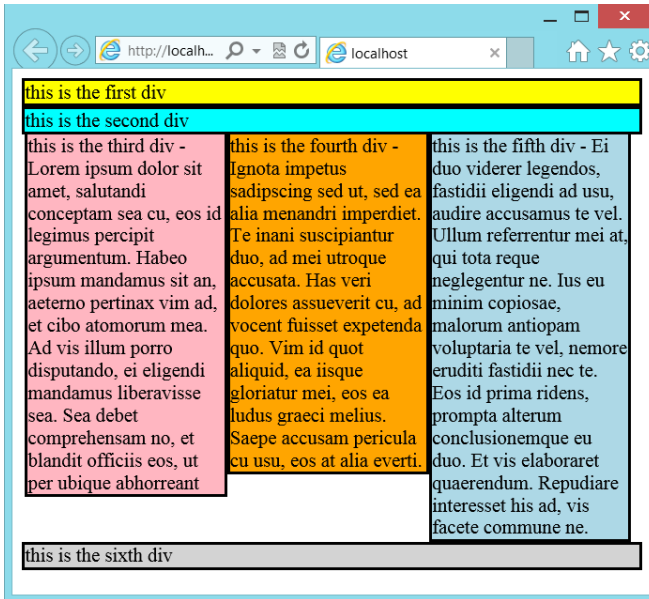 http://localh...
localhost
this is the first div
this is the second div
this is the third div -
Lorem ipsum dolor sit
amet, salutandi
conceptam sea cu, eos id
legimus percipit
argumentum. Habeo
ipsum mandamus sit an,
aeterno pertinax vim ad,
et cibo atomorum mea.
Ad vis illum porro
disputando, ei eligendi
mandamus liberavisse
sea. Sea debet
comprehensam no, et
blandit officiis eos, ut
per ubique abhorreant
this is the fourth div -
Ignota impetus
sadipscing sed ut, sed ea
alia menandri imperdiet.
Te inani suscipiantur
duo, ad mei utroque
accusata. Has veri
dolores assueverit cu, ad
vocent fuisset expetenda
quo. Vim id quot
aliquid, ea iisque
gloriatur mei, eos ea
ludus graeci melius.
Saepe accusam pericula
cu usu, eos at alia everti.
this is the fifth div - Ei
duo viderer legendos,
fastidii eligendi ad usu,
audire accusamus te vel.
Ullum referrentur mei at,
qui tota reque
neglegentur ne. Ius eu
minim copiosae,
malorum antiopam
voluptaria te vel, nemore
eruditi fastidii nec te.
Eos id prima ridens,
prompta alterum
conclusionemque eu
duo. Et vis elaboraret
quaerendum. Repudiare
interesset his ad, vis
facete commune ne.
this is the sixth div